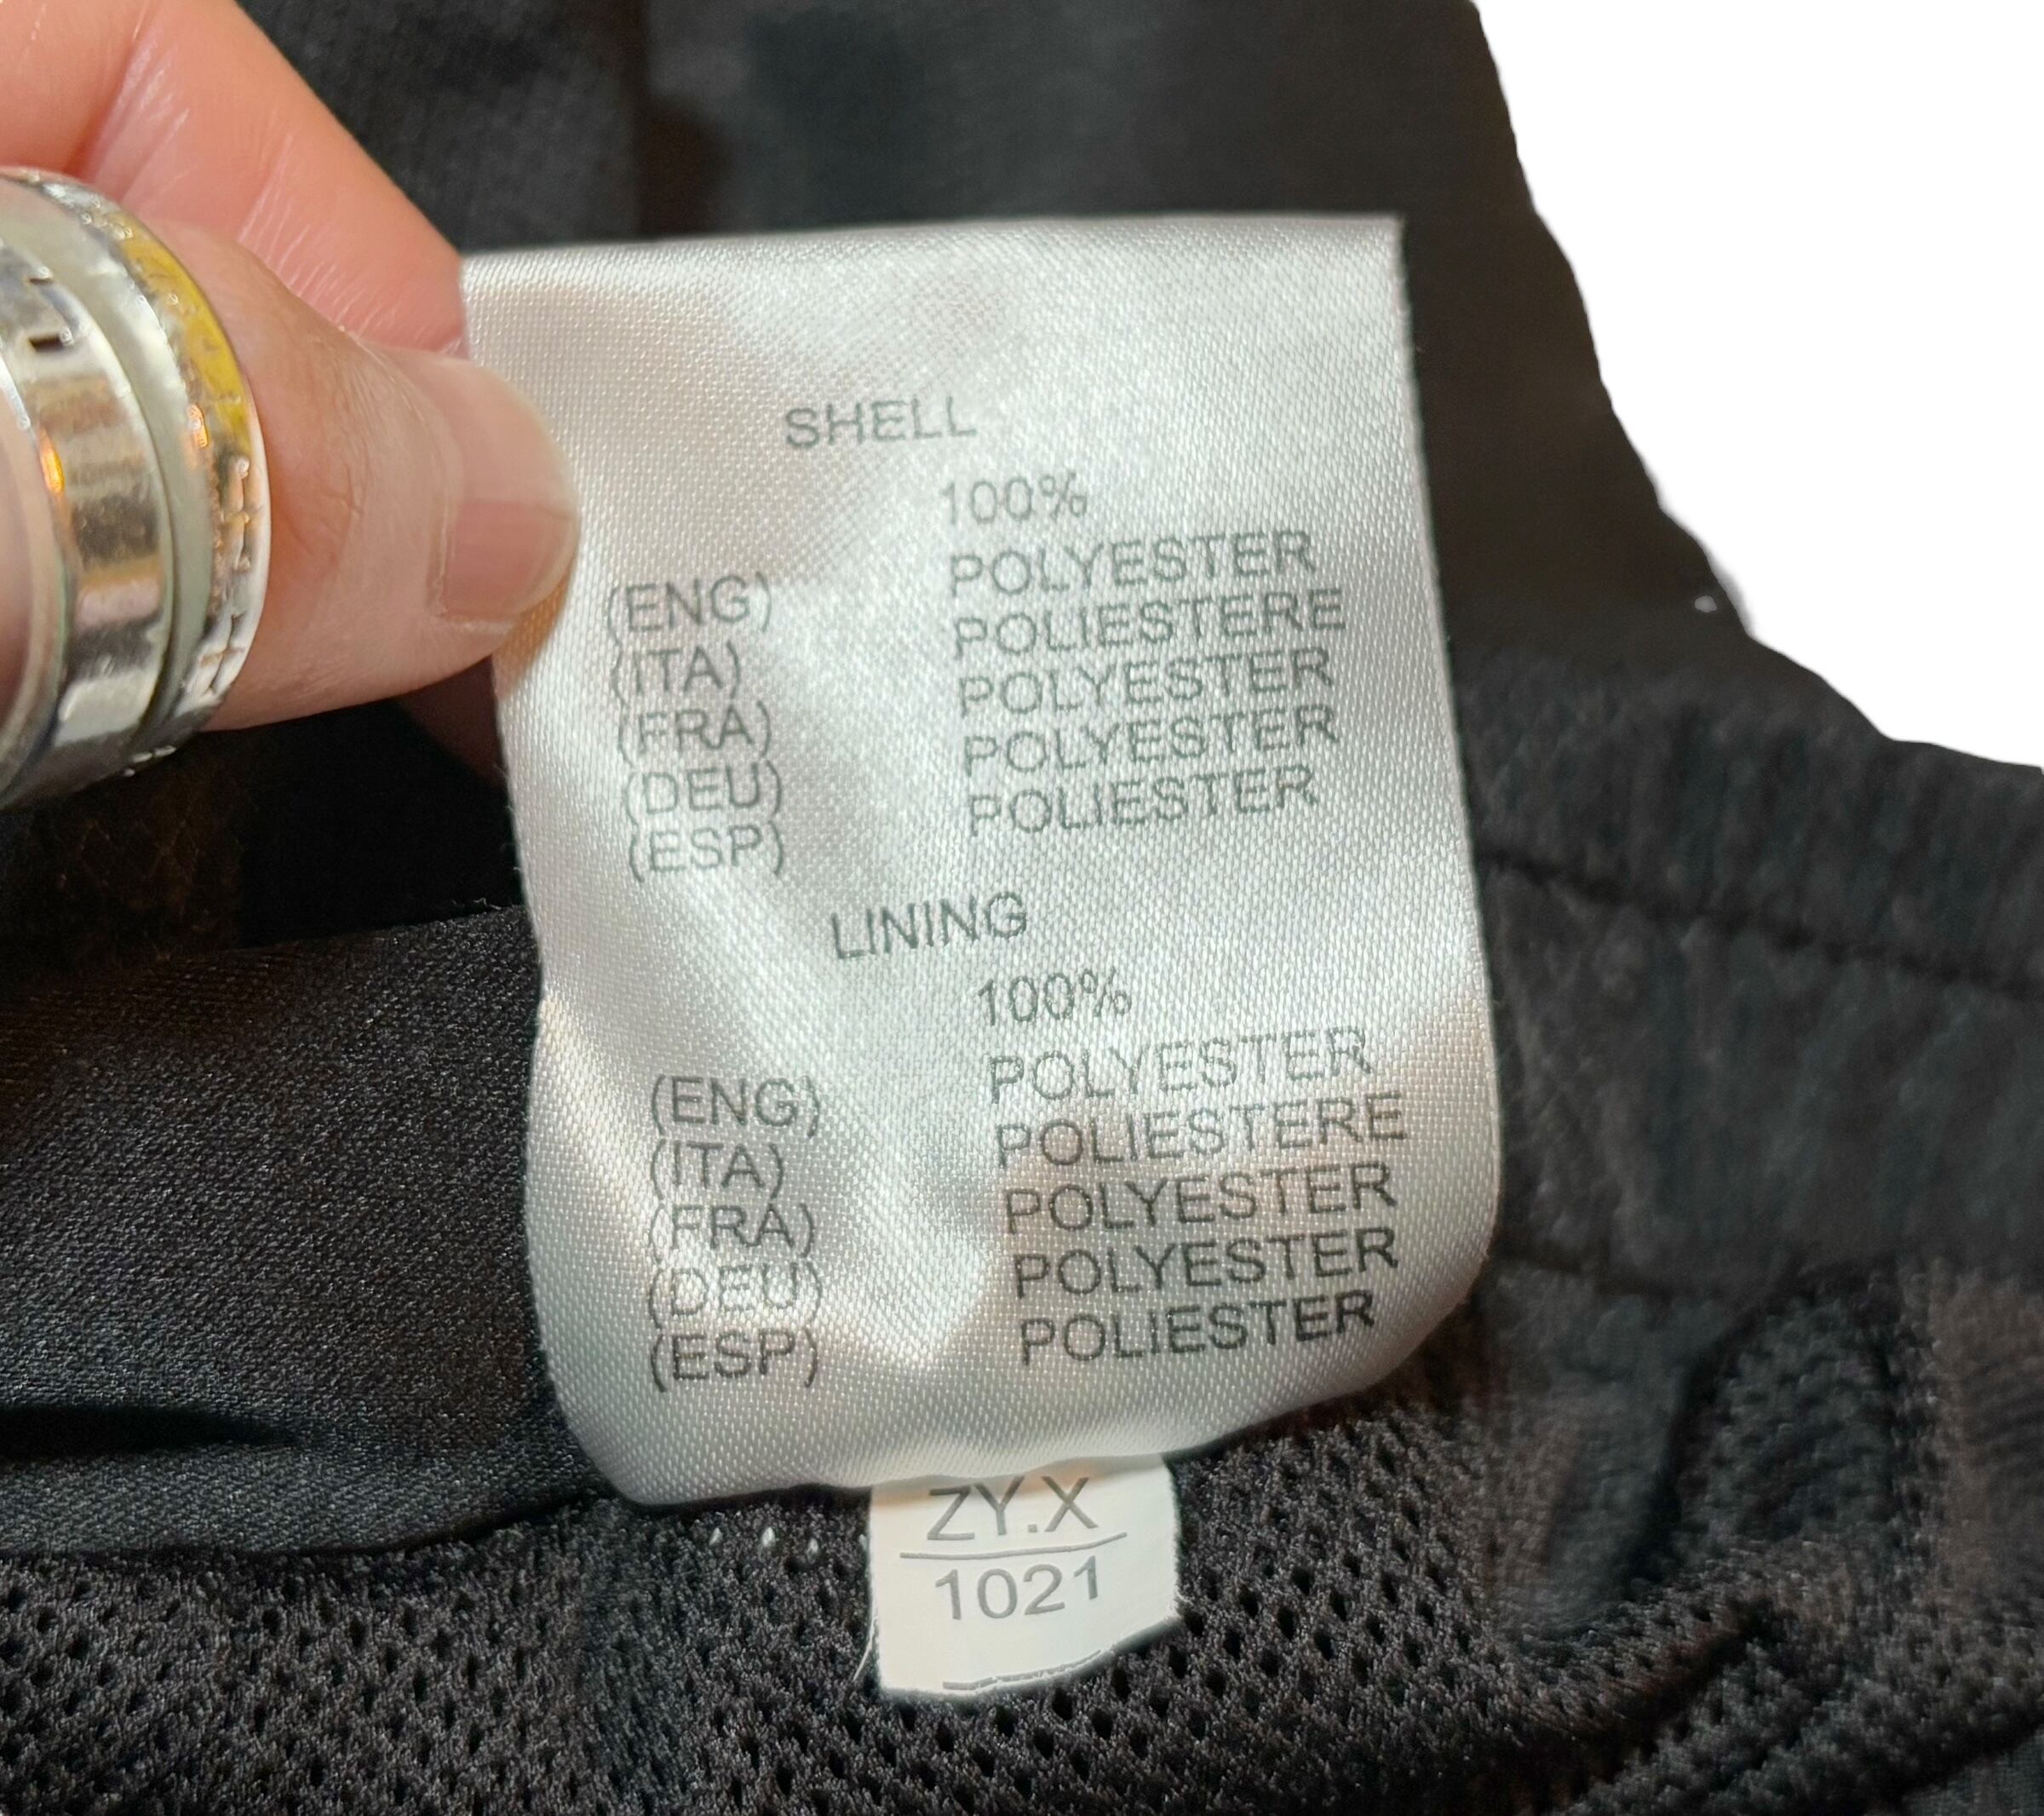 SHELL
100%
(ENG) POLYESTER
(ITA) POLIESTERE
(FRA) POLYESTER
(DEU) POLYESTER
(ESP) POLIESTER
LINING
100%
(ENG) POLYESTER
(ITA) POLIESTERE
(FRA) POLYESTER
(DEU) POLYESTER
(ESP) POLIESTER
ZY.X
1021